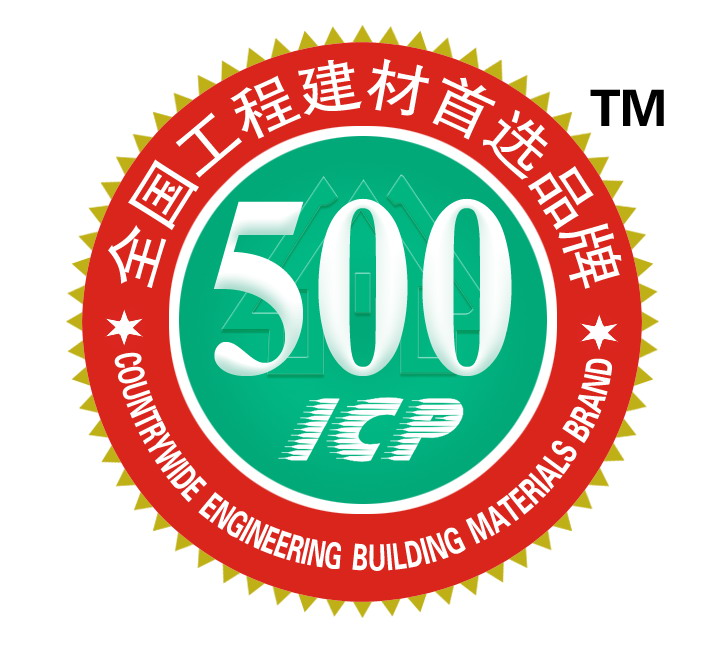 全国工程建材首选品牌
TM
500
ICP
COUNTRYWIDE ENGINEERING BUILDING MATERIALS BRAND